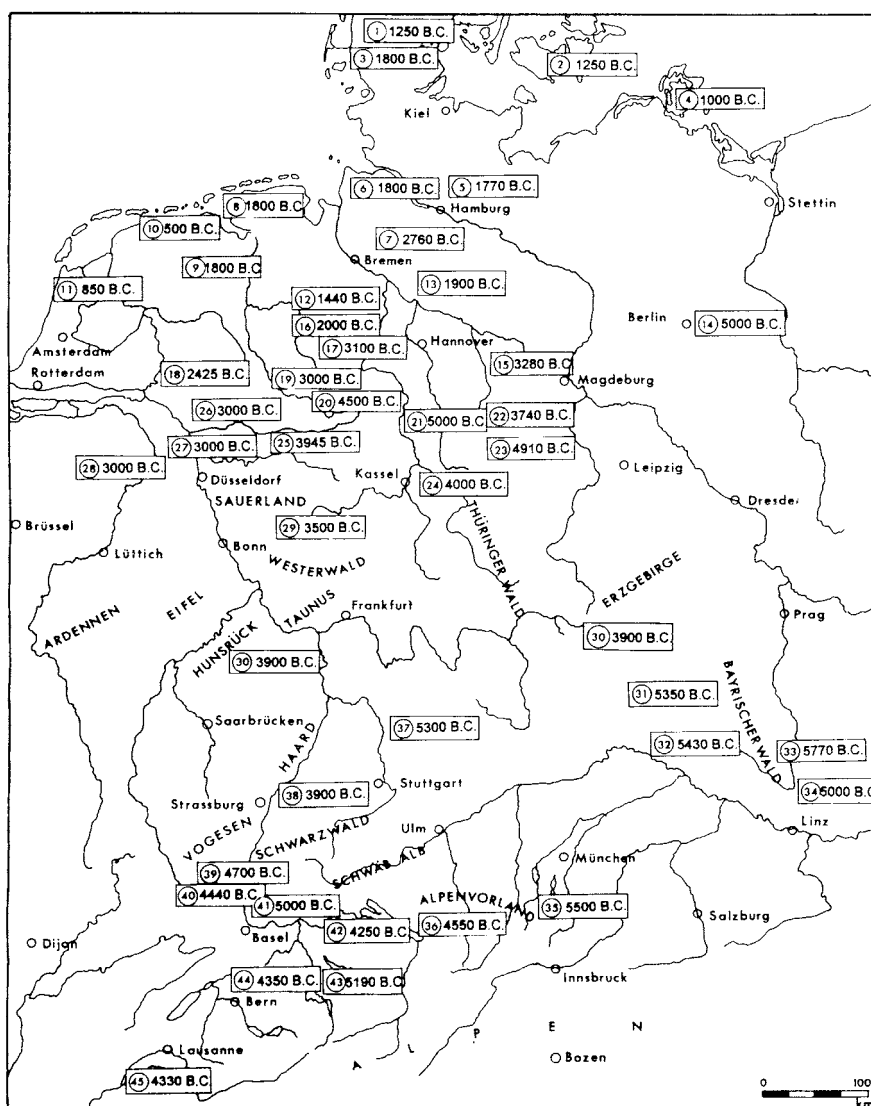 1 1250 B.C.
3 1800 B.C.
2 1250 B.C.
4 1000 B.C.
Kiel
6 1800 B.C.
5 1770 B.C.
8 1800 B.C
Stettin
Hamburg
10 500 B.C.
7 2760 B.C.
Bremen
9 1800 B.C
13 1900 B.C.
11 850 B.C.
12 1440 B.C.
16 2000 B.C.
Berlin
14 5000 B.C.
Amsterdam
17 3100 B.C.
Hannover
15 3280 B.C
18 2425 B.C.
19 3000 B.C.
Magdeburg
Rotterdam
20 4500 B.C.
26 3000 B.C.
21 5000 B.C.
22 3740 B.C.
27 3000 B.C.
25 3945 B.C.
23 4910 B.C.
28 3000 B.C.
Düsseldorf
Kassel
24 4000 B.C.
Leipzig
SAUERLAND
Dresde
Brüssel
29 3500 B.C.
THÜRINGER WALD
Lüttich
Bonn
WESTERWALD
ERZGEBIRGE
EIFEL
TAUNUS
Frankfurt
Prag
ARDENNEN
HUNSRÜCK
30 3900 B.C.
30 3900 B.C.
31 5350 B.C.
BAYRISCHER WALD
Saarbrücken
HAARD
37 5300 B.C.
32 5430 B.C.
33 5770 B.C.
Stuttgart
38 3900 B.C.
34 5000 B.C
Strassburg
VOGESEN
SCHWARZWALD
Ulm
Linz
SCHWÄB ALB
München
39 4700 B.C.
40 4440 B.C.
41 5000 B.C.
ALPENVORLAND
35 5500 B.C.
Salzburg
36 4550 B.C.
Basel
42 4250 B.C.
Dijon
44 4350 B.C.
43 5190 B.C.
Innsbruck
Bern
A L P E N
Lausanne
Bozen
45 4330 B.C.
0 100
km